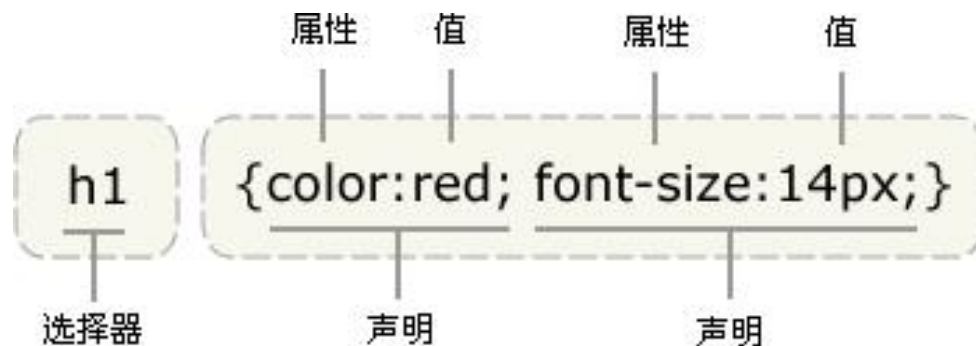 属性 值 属性 值
h1 {color:red; font-size:14px;}
选择器 声明 声明